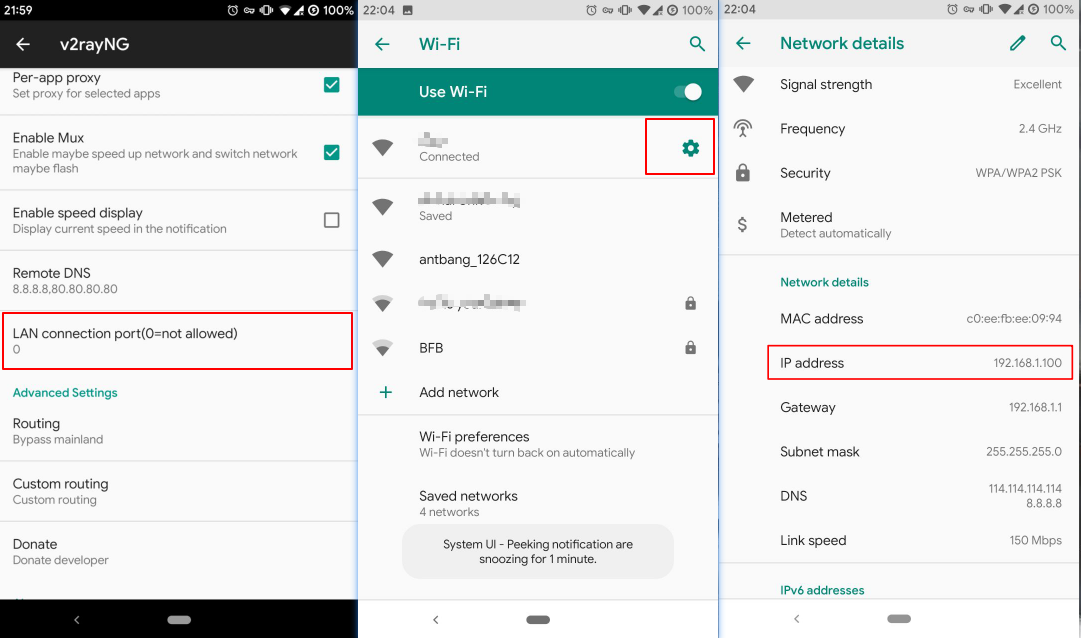 21:59
100%
v2rayNG
Per-app proxy
Set proxy for selected apps
Enable Mux
Enable maybe speed up network and switch network
maybe flash
Enable speed display
Display current speed in the notification
Remote DNS
8.8.8.8,80.80.80.80
LAN connection port(0=not allowed)
0
Advanced Settings
Routing
Bypass mainland
Custom routing
Custom routing
Donate
Donate developer
22:04
100%
Wi-Fi
Use Wi-Fi
Connected
Saved
antbang_126C12
BFB
Add network
Wi-Fi preferences
Wi-Fi doesn't turn back on automatically
Saved networks
4 networks
System UI - Peeking notification are
snoozing for 1 minute.
22:04
100%
Network details
Signal strength
Excellent
Frequency
2.4 GHz
Security
WPA/WPA2 PSK
Metered
Detect automatically
Network details
MAC address
c0:ee:fb:ee:09:94
IP address
192.168.1.100
Gateway
192.168.1.1
Subnet mask
255.255.255.0
DNS
114.114.114.114
8.8.8.8
Link speed
150 Mbps
IPv6 addresses